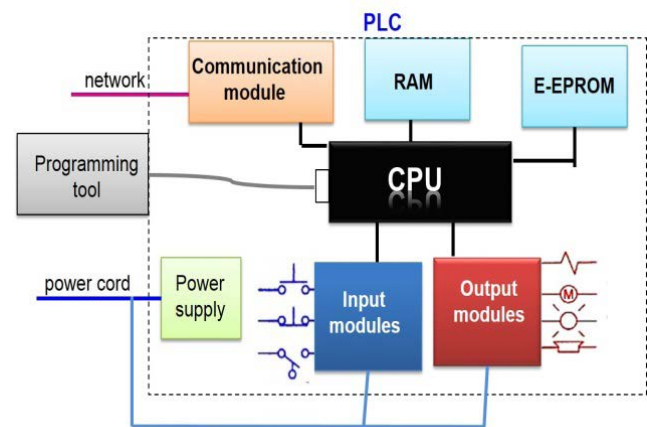 PLC
network
Communication
module
RAM
E-EPROM
Programming
tool
CPU
power cord
Power
supply
Input
modules
Output
modules
M